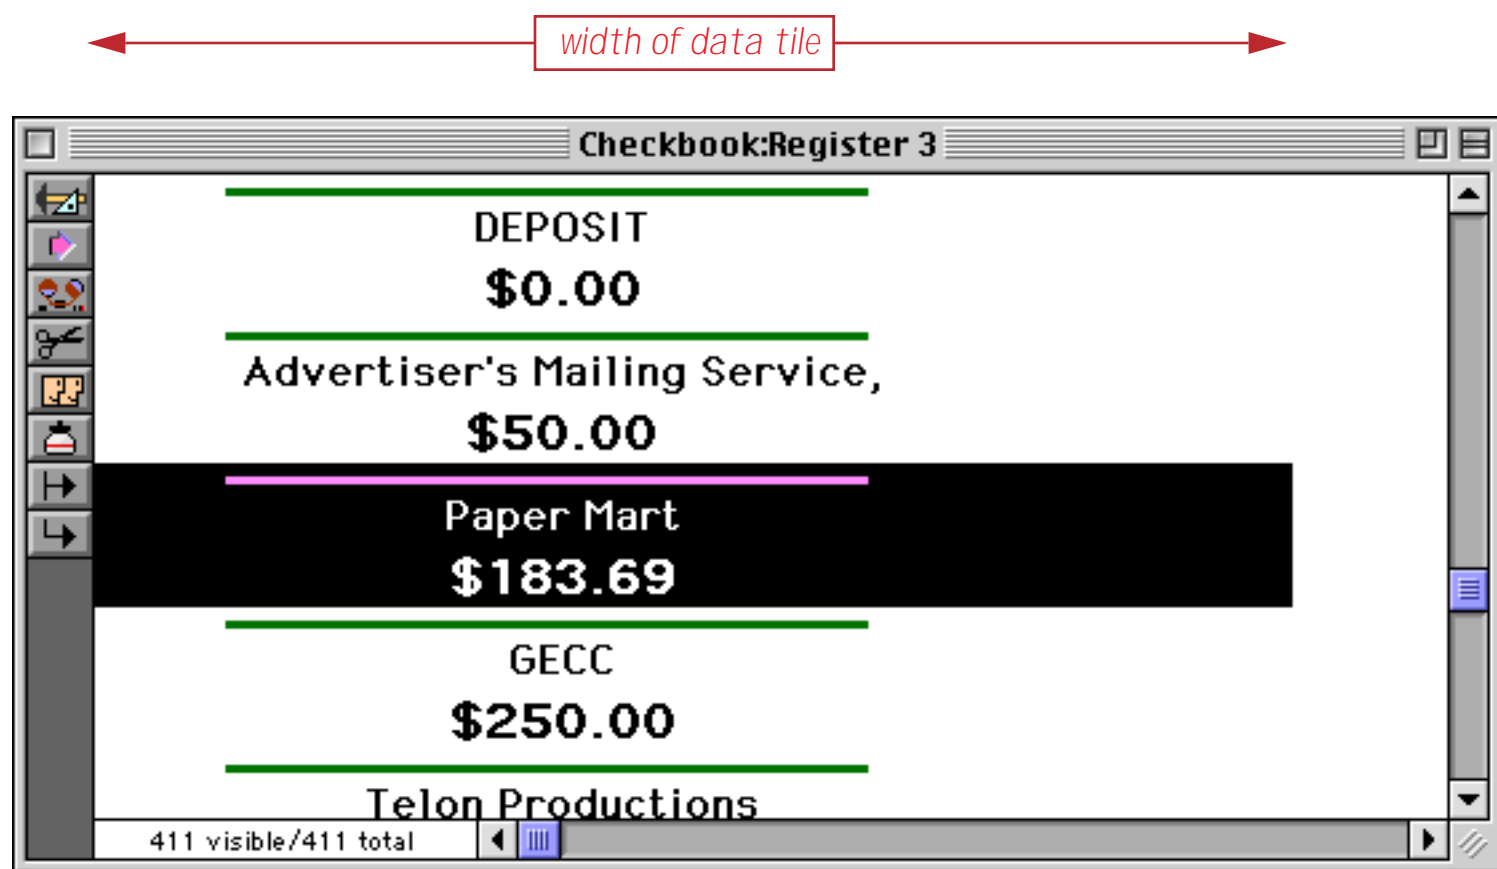 width of data tile
Checkbook:Register 3
DEPOSIT
$0.00
Advertiser's Mailing Service,
$50.00
Paper Mart
$183.69
GECC
$250.00
Telon Productions
411 visible/411 total